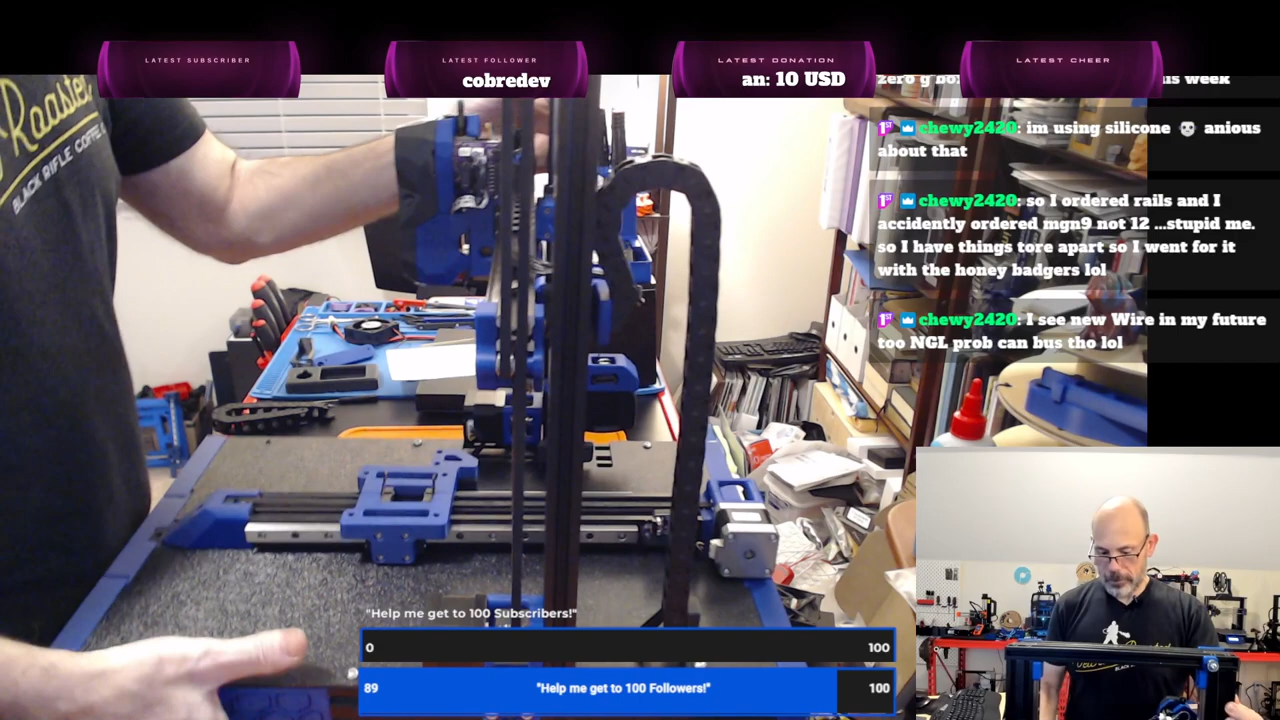 LATEST SUBSCRIBER
LATEST FOLLOWER
cobredev
LATEST DONATION
an: 10 USD
LATEST CHEER
zero g
us week
chewy2420: im using silicone 💀 anious
about that
chewy2420: so I ordered rails and I
accidently ordered mgn9 not 12 ...stupid me.
so I have things tore apart so I went for it
with the honey badgers lol
chewy2420: I see new Wire in my future
too NGL prob can bus tho lol
Roasted
BLACK RIFLE COFFEE
"Help me get to 100 Subscribers!"
0
100
89
"Help me get to 100 Followers!"
100